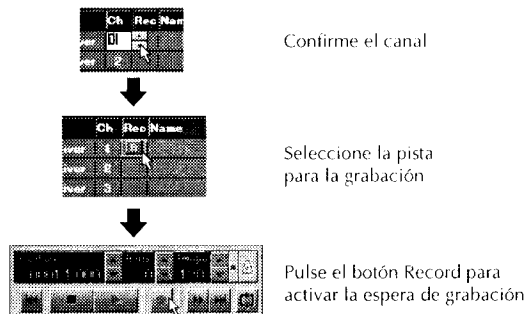 Ch Rec Nam
1
2
Confirme el canal
Ch Rec Name
1 R
2
3
Seleccione la pista
para la grabación
Pulse el botón Record para
activar la espera de grabación